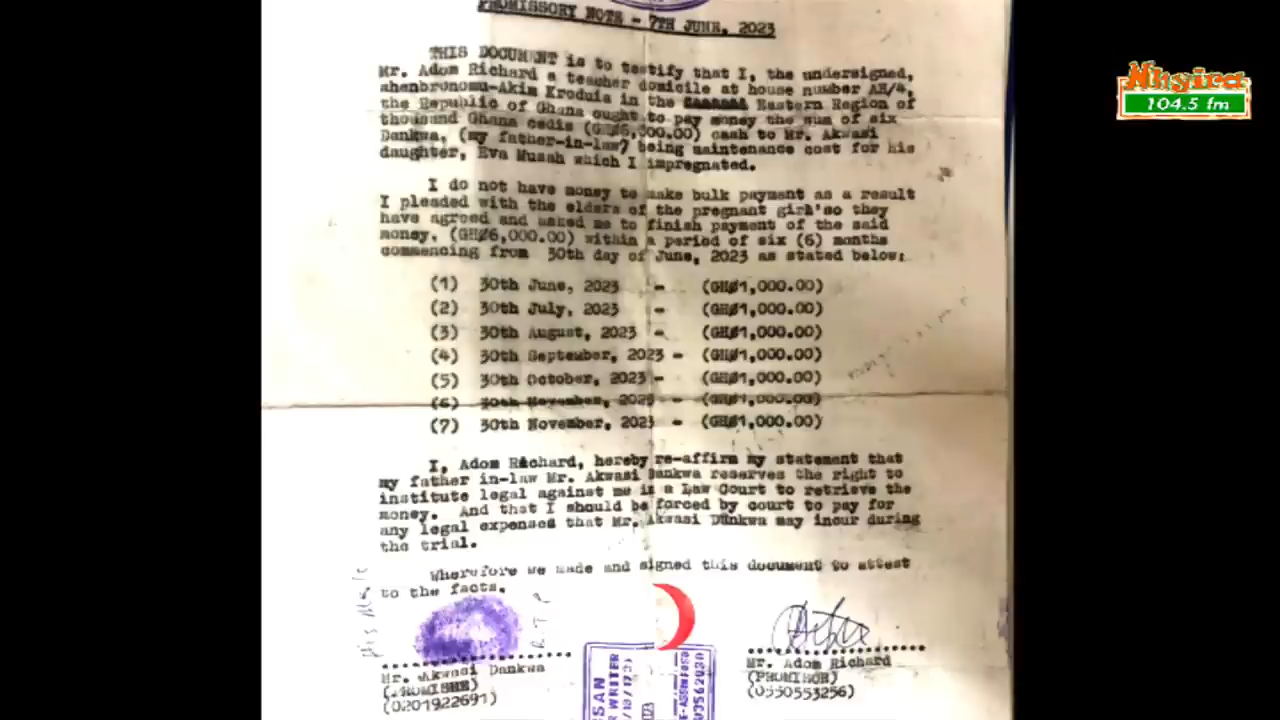 PROMISSORY NOTE - 7TH JUNE, 2023
Nhyira
104.5 fm
THIS DOCUMENT is to testify that I, the undersigned,
Mr. Adom Richard a teacher domicile at house number AH/4,
ahenbronomu-Akim Kroduia in the Eastern Region of
the Republic of Ghana ought to pay money the sum of six
thousand Ghana cedis (GH₵6,000.00) cash to Mr. Akwasi
Dankwa, (my father-in-law) being maintenance cost for his
daughter, Eva Musah which I impregnated.
I do not have money to make bulk payment as a result
I pleaded with the elders of the pregnant girl'so they
have agreed and asked me to finish payment of the said
money, (GH₵6,000.00) within a period of six (6) months
commencing from 30th day of June, 2023 as stated below:
(1) 30th June, 2023 - (GH₵1,000.00)
(2) 30th July, 2023 - (GH₵1,000.00)
(3) 30th August, 2023 - (GH₵1,000.00)
(4) 30th September, 2023 - (GH₵1,000.00)
(5) 30th October, 2023 - (GH₵1,000.00)
(6) 30th November, 2023 - (GH₵1,000.00)
(7) 30th November, 2023 - (GH₵1,000.00)
I, Adom Richard, hereby re-affirm my statement that
my father in-law Mr. Akwasi Dankwa reserves the right to
institute legal against me in a Law Court to retrieve the
money. And that I should be forced by court to pay for
any legal expenses that Mr. Akwasi Dankwa may incur during
the trial.
Wherefore we made and signed this document to attest
to the facts.
His Mark
R.T.P
Mr. Akwasi Dankwa
(PROMISEE)
(0201922691)
SSAN
R WRITER
Mr. Adom Richard
(PROMISOR)
(0550553256)